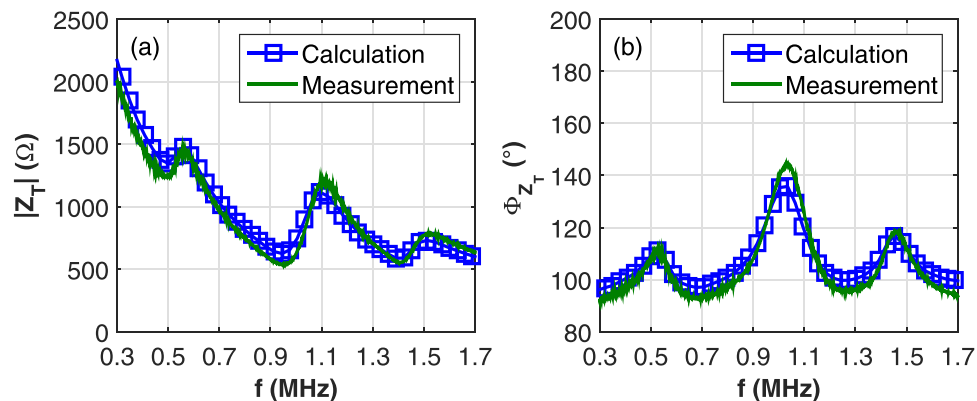 (a)
Calculation
Measurement
2500
2000
1500
1000
500
0
|Z_T| (Ω)
0.3 0.5 0.7 0.9 1.1 1.3 1.5 1.7
f (MHz)
(b)
Calculation
Measurement
200
180
160
140
120
100
80
Φ_{Z_T} (°)
0.3 0.5 0.7 0.9 1.1 1.3 1.5 1.7
f (MHz)